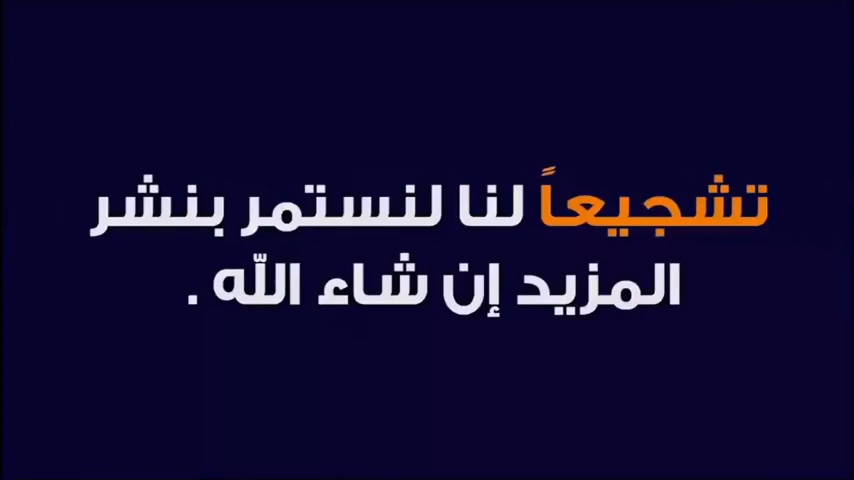 تشجيعاً لنا لنستمر بنشر
المزيد إن شاء الله .